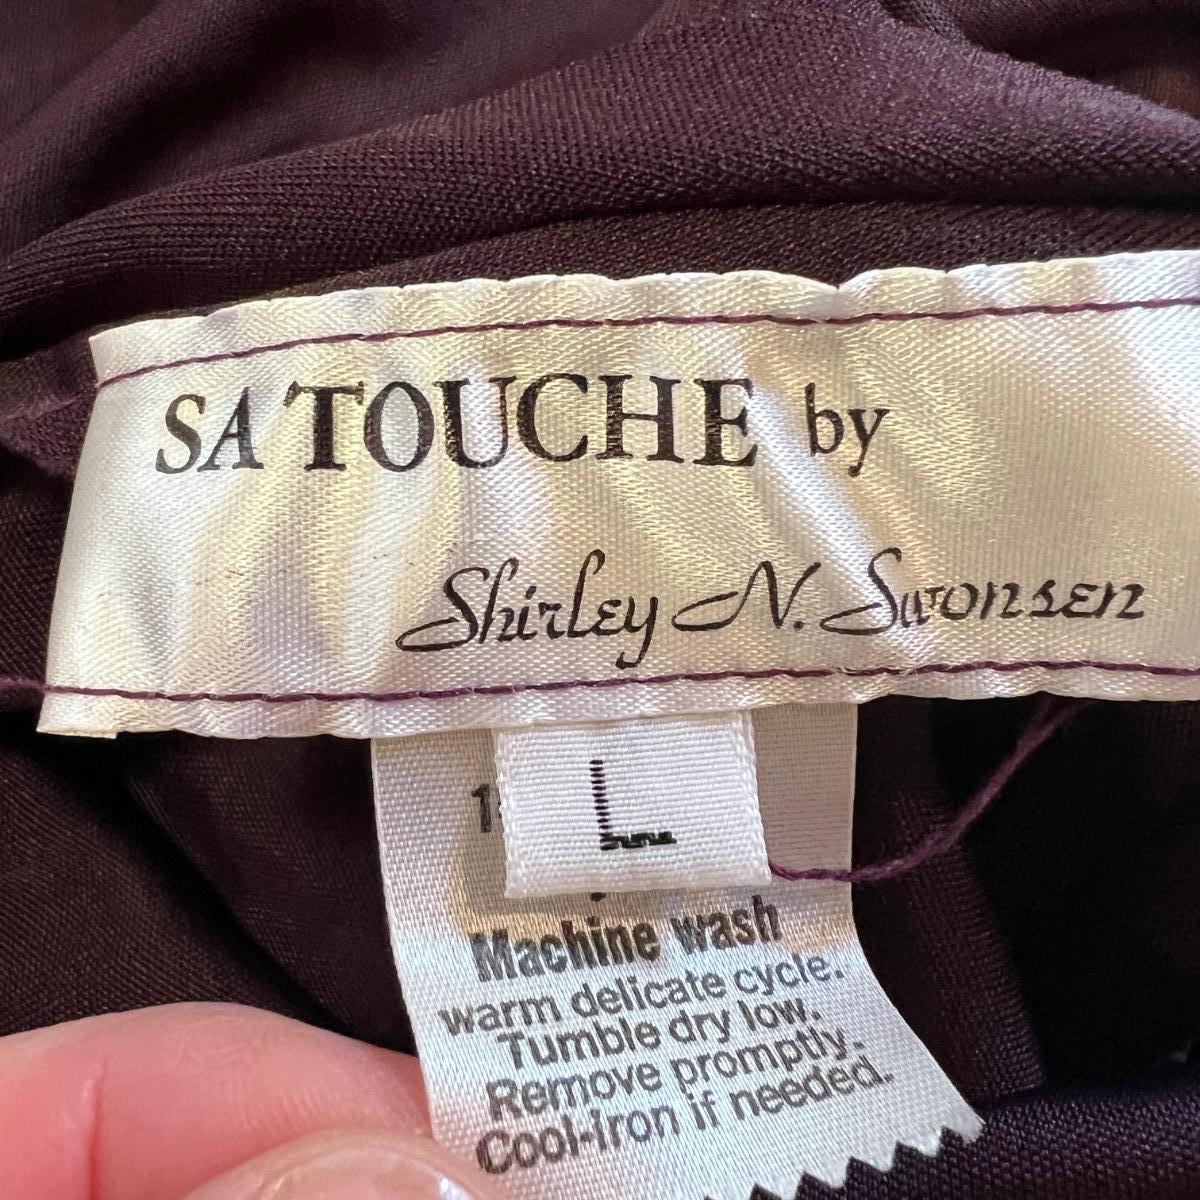 SA TOUCHE by
Shirley N. Swonsen
L
Machine wash
warm delicate cycle.
Tumble dry low.
Remove promptly.
Cool-iron if needed.